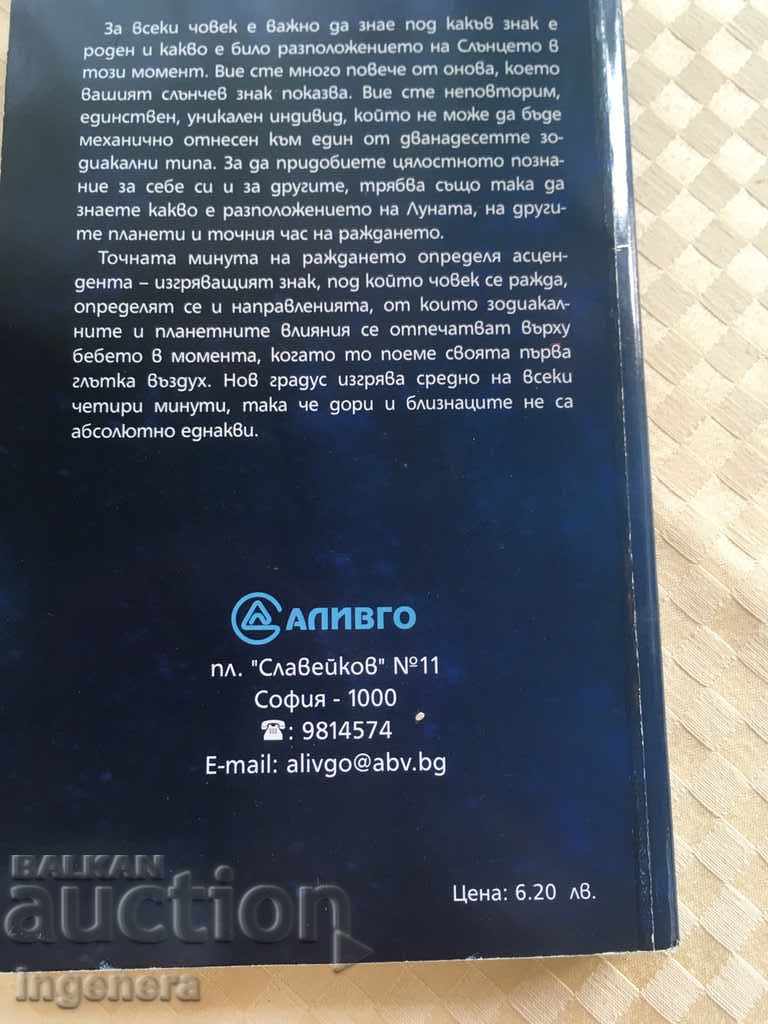 За всеки човек е важно да знае под какъв знак е
роден и какво е било разположението на Слънцето в
този момент. Вие сте много повече от онова, което
вашият слънчев знак показва. Вие сте неповторим,
единствен, уникален индивид, който не може да бъде
механично отнесен към един от дванадесетте зо-
диакални типа. За да придобиете цялостното позна-
ние за себе си и за другите, трябва също така да
знаете какво е разположението на Луната, на други-
те планети и точния час на раждането.
Точната минута на раждането определя асцен-
дента – изгряващият знак, под който човек се ражда,
определят се и направленията, от които зодиакал-
ните и планетните влияния се отпечатват върху
бебето в момента, когато то поеме своята първа
глътка въздух. Нов градус изгрява средно на всеки
четири минути, така че дори и близнаците не са
абсолютно еднакви.
АЛИВГО
пл. "Славейков" №11
София - 1000
☎: 9814574
E-mail: alivgo@abv.bg
Цена: 6.20 лв.
BALKAN
auction
ingenera